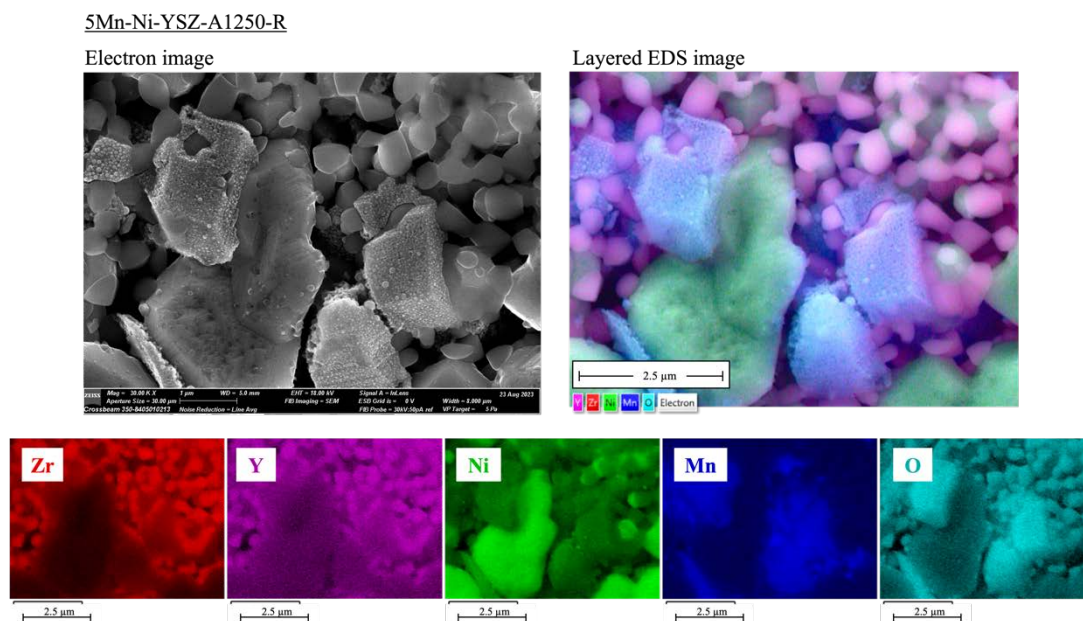 5Mn-Ni-YSZ-A1250-R
Electron image
Layered EDS image
Mag = 30.00 K X
1 µm
WD = 5.0 mm
EHT = 10.00 kV
Signal A = InLens
23 Aug 2023
ZEISS
Aperture Size = 30.00 µm
FIB Imaging = SEM
ESB Grid is = 0 V
Width = 8.000 µm
Crossbeam 350-8405010213
Noise Reduction = Line Avg
FIB Probe = 30kV:50pA ref
VP Target = 5 Pa
2.5 µm
Y Zr Ni Mn O Electron
Zr
Y
Ni
Mn
O
2.5 µm
2.5 µm
2.5 µm
2.5 µm
2.5 µm